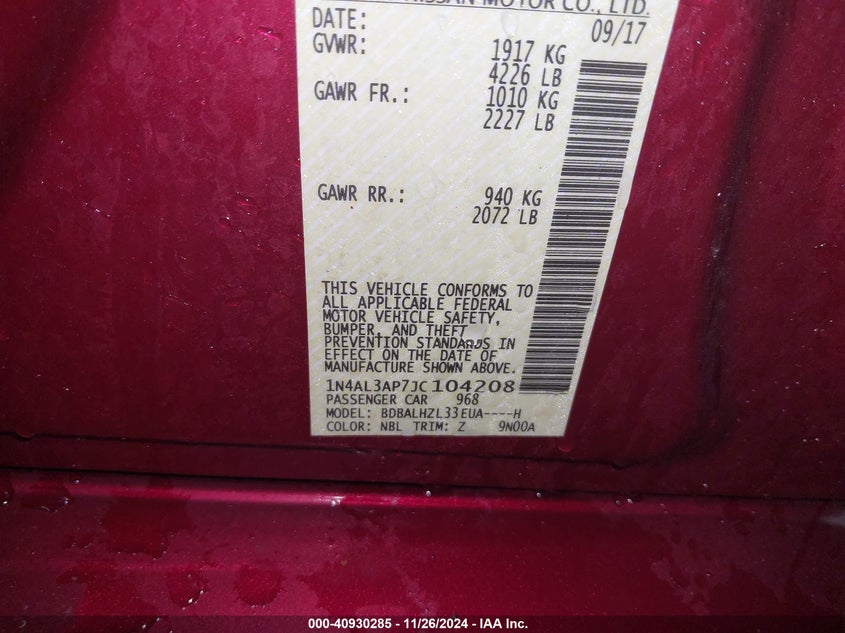 NISSAN MOTOR CO., LTD.
DATE: 09/17
GVWR: 1917 KG
4226 LB
GAWR FR.: 1010 KG
2227 LB
GAWR RR.: 940 KG
2072 LB
THIS VEHICLE CONFORMS TO
ALL APPLICABLE FEDERAL
MOTOR VEHICLE SAFETY,
BUMPER, AND THEFT
PREVENTION STANDARDS IN
EFFECT ON THE DATE OF
MANUFACTURE SHOWN ABOVE.
1N4AL3AP7JC104208
PASSENGER CAR 968
MODEL: BDBALHZL33EUA----H
COLOR: NBL TRIM: Z 9N00A
000-40930285 - 11/26/2024 - IAA Inc.